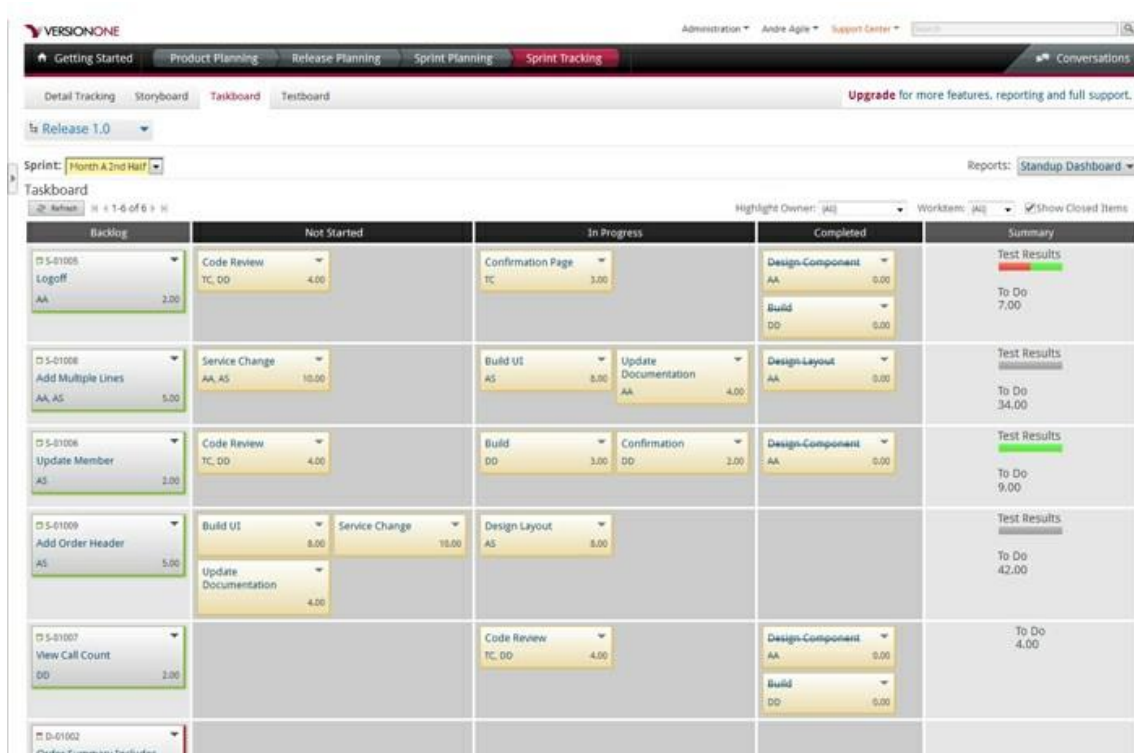 VERSIONONE
Administration Andre Agile Support Center Search
Getting Started Product Planning Release Planning Sprint Planning Sprint Tracking Conversations
Detail Tracking Storyboard Taskboard Testboard Upgrade for more features, reporting and full support.
Release 1.0
Sprint: Month A 2nd Half Reports: Standup Dashboard
Taskboard
Refresh 1-6 of 6 Highlight Owner: (All) Workitem: (All) Show Closed Items
Backlog Not Started In Progress Completed Summary
S-01005
Logoff
AA 2.00
Code Review
TC, DD 4.00
Confirmation Page
TC 3.00
Design Component
AA 0.00
Build
DD 0.00
Test Results
To Do
7.00
S-01008
Add Multiple Lines
AA, AS 5.00
Service Change
AA, AS 10.00
Build UI
AS 8.00
Update
Documentation
AA 4.00
Design Layout
AA 0.00
Test Results
To Do
34.00
S-01006
Update Member
AS 2.00
Code Review
TC, DD 4.00
Build
DD 3.00
Confirmation
DD 2.00
Design Component
AA 0.00
Test Results
To Do
9.00
S-01009
Add Order Header
AS 5.00
Build UI
8.00
Service Change
10.00
Update
Documentation
4.00
Design Layout
AS 8.00
Test Results
To Do
42.00
S-01007
View Call Count
DD 2.00
Code Review
TC, DD 4.00
Design Component
AA 0.00
Build
DD 0.00
To Do
4.00
D-01002
Order Summary Includes